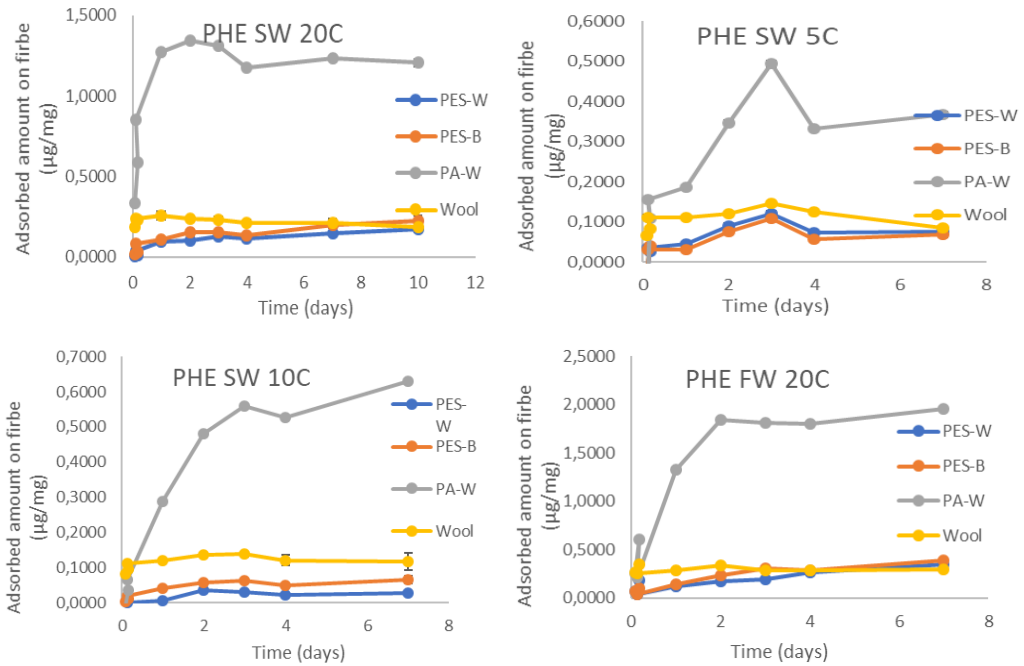 PHE SW 20C
Adsorbed amount on firbe
(µg/mg)
1,5000
1,0000
0,5000
0,0000
0
2
4
6
8
10
12
Time (days)
PES-W
PES-B
PA-W
Wool
PHE SW 5C
Adsorbed amount on firbe
(µg/mg)
0,6000
0,5000
0,4000
0,3000
0,2000
0,1000
0,0000
0
2
4
6
8
Time (days)
PES-W
PES-B
PA-W
Wool
PHE SW 10C
Adsorbed amount on firbe
(µg/mg)
0,7000
0,6000
0,5000
0,4000
0,3000
0,2000
0,1000
0,0000
0
2
4
6
8
Time (days)
PES-
W
PES-B
PA-W
Wool
PHE FW 20C
Adsorbed amount on firbe
(µg/mg)
2,5000
2,0000
1,5000
1,0000
0,5000
0,0000
0
2
4
6
8
Time (days)
PES-W
PES-B
PA-W
Wool